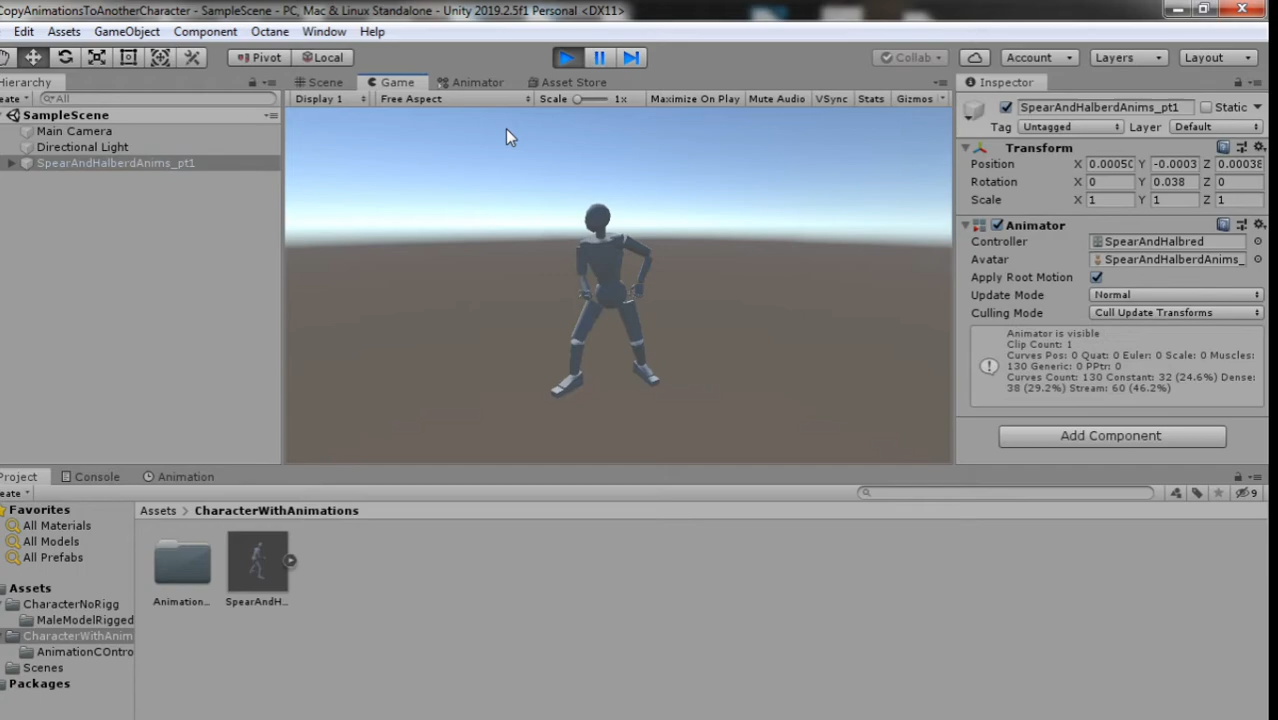 CopyAnimationsToAnotherCharacter - SampleScene - PC, Mac & Linux Standalone - Unity 2019.2.5f1 Personal <DX11>
Edit Assets GameObject Component Octane Window Help
Pivot Local Collab Account Layers Layout
Hierarchy Scene Game Animator Asset Store Inspector
eate All Display 1 Free Aspect Scale 1x Maximize On Play Mute Audio VSync Stats Gizmos
SampleScene
Main Camera
Directional Light
SpearAndHalberdAnims_pt1
SpearAndHalberdAnims_pt1 Static
Tag Untagged Layer Default
Transform
Position X 0.0005C Y -0.0003 Z 0.00038
Rotation X 0 Y 0.038 Z 0
Scale X 1 Y 1 Z 1
Animator
Controller SpearAndHalbred
Avatar SpearAndHalberdAnims_
Apply Root Motion
Update Mode Normal
Culling Mode Cull Update Transforms
Animator is visible
Clip Count: 1
Curves Pos: 0 Quat: 0 Euler: 0 Scale: 0 Muscles:
130 Generic: 0 PPtr: 0
Curves Count: 130 Constant: 32 (24.6%) Dense:
38 (29.2%) Stream: 60 (46.2%)
Add Component
Project Console Animation
eate 9
Favorites
All Materials
All Models
All Prefabs
Assets
CharacterNoRigg
MaleModelRigged
CharacterWithAnim
AnimationCOntro
Scenes
Packages
Assets > CharacterWithAnimations
Animation... SpearAndH...